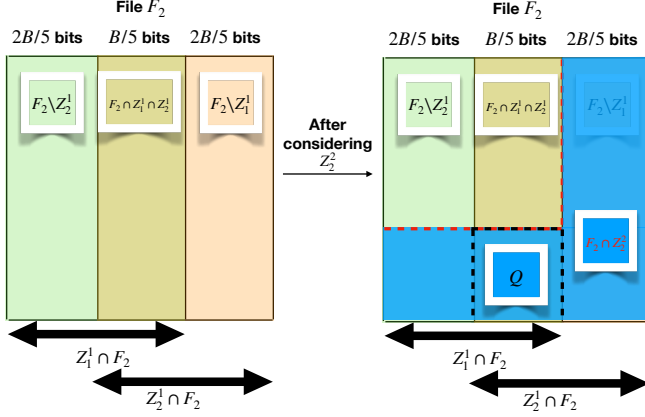 File F₂
2B/5 bits B/5 bits 2B/5 bits
F₂\Z₂¹ F₂ ∩ Z₁¹ ∩ Z₂¹ F₂\Z₁¹
Z₁¹ ∩ F₂
Z₂¹ ∩ F₂
After
considering
Z₂²
File F₂
2B/5 bits B/5 bits 2B/5 bits
F₂\Z₂¹ F₂ ∩ Z₁¹ ∩ Z₂¹ F₂\Z₁¹
F₂ ∩ Z₂²
Q
Z₁¹ ∩ F₂
Z₂¹ ∩ F₂